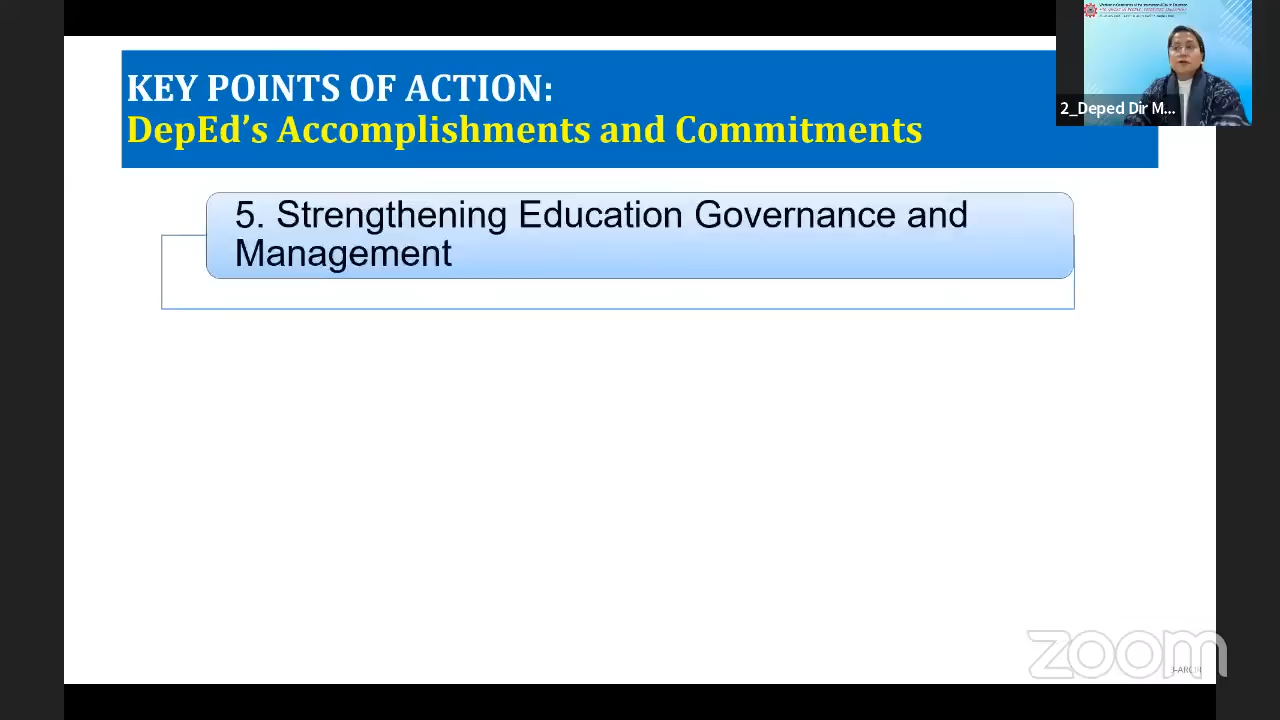 KEY POINTS OF ACTION:
DepEd's Accomplishments and Commitments
2_Deped Dir M...
5. Strengthening Education Governance and
Management
zoom